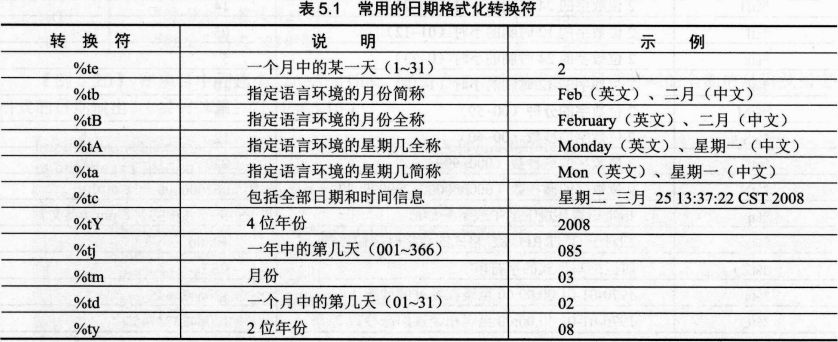 表 5.1 常用的日期格式化转换符
转 换 符 说 明 示 例
%te 一个月中的某一天（1~31） 2
%tb 指定语言环境的月份简称 Feb（英文）、二月（中文）
%tB 指定语言环境的月份全称 February（英文）、二月（中文）
%tA 指定语言环境的星期几全称 Monday（英文）、星期一（中文）
%ta 指定语言环境的星期几简称 Mon（英文）、星期一（中文）
%tc 包括全部日期和时间信息 星期二 三月 25 13:37:22 CST 2008
%tY 4 位年份 2008
%tj 一年中的第几天（001~366） 085
%tm 月份 03
%td 一个月中的第几天（01~31） 02
%ty 2 位年份 08